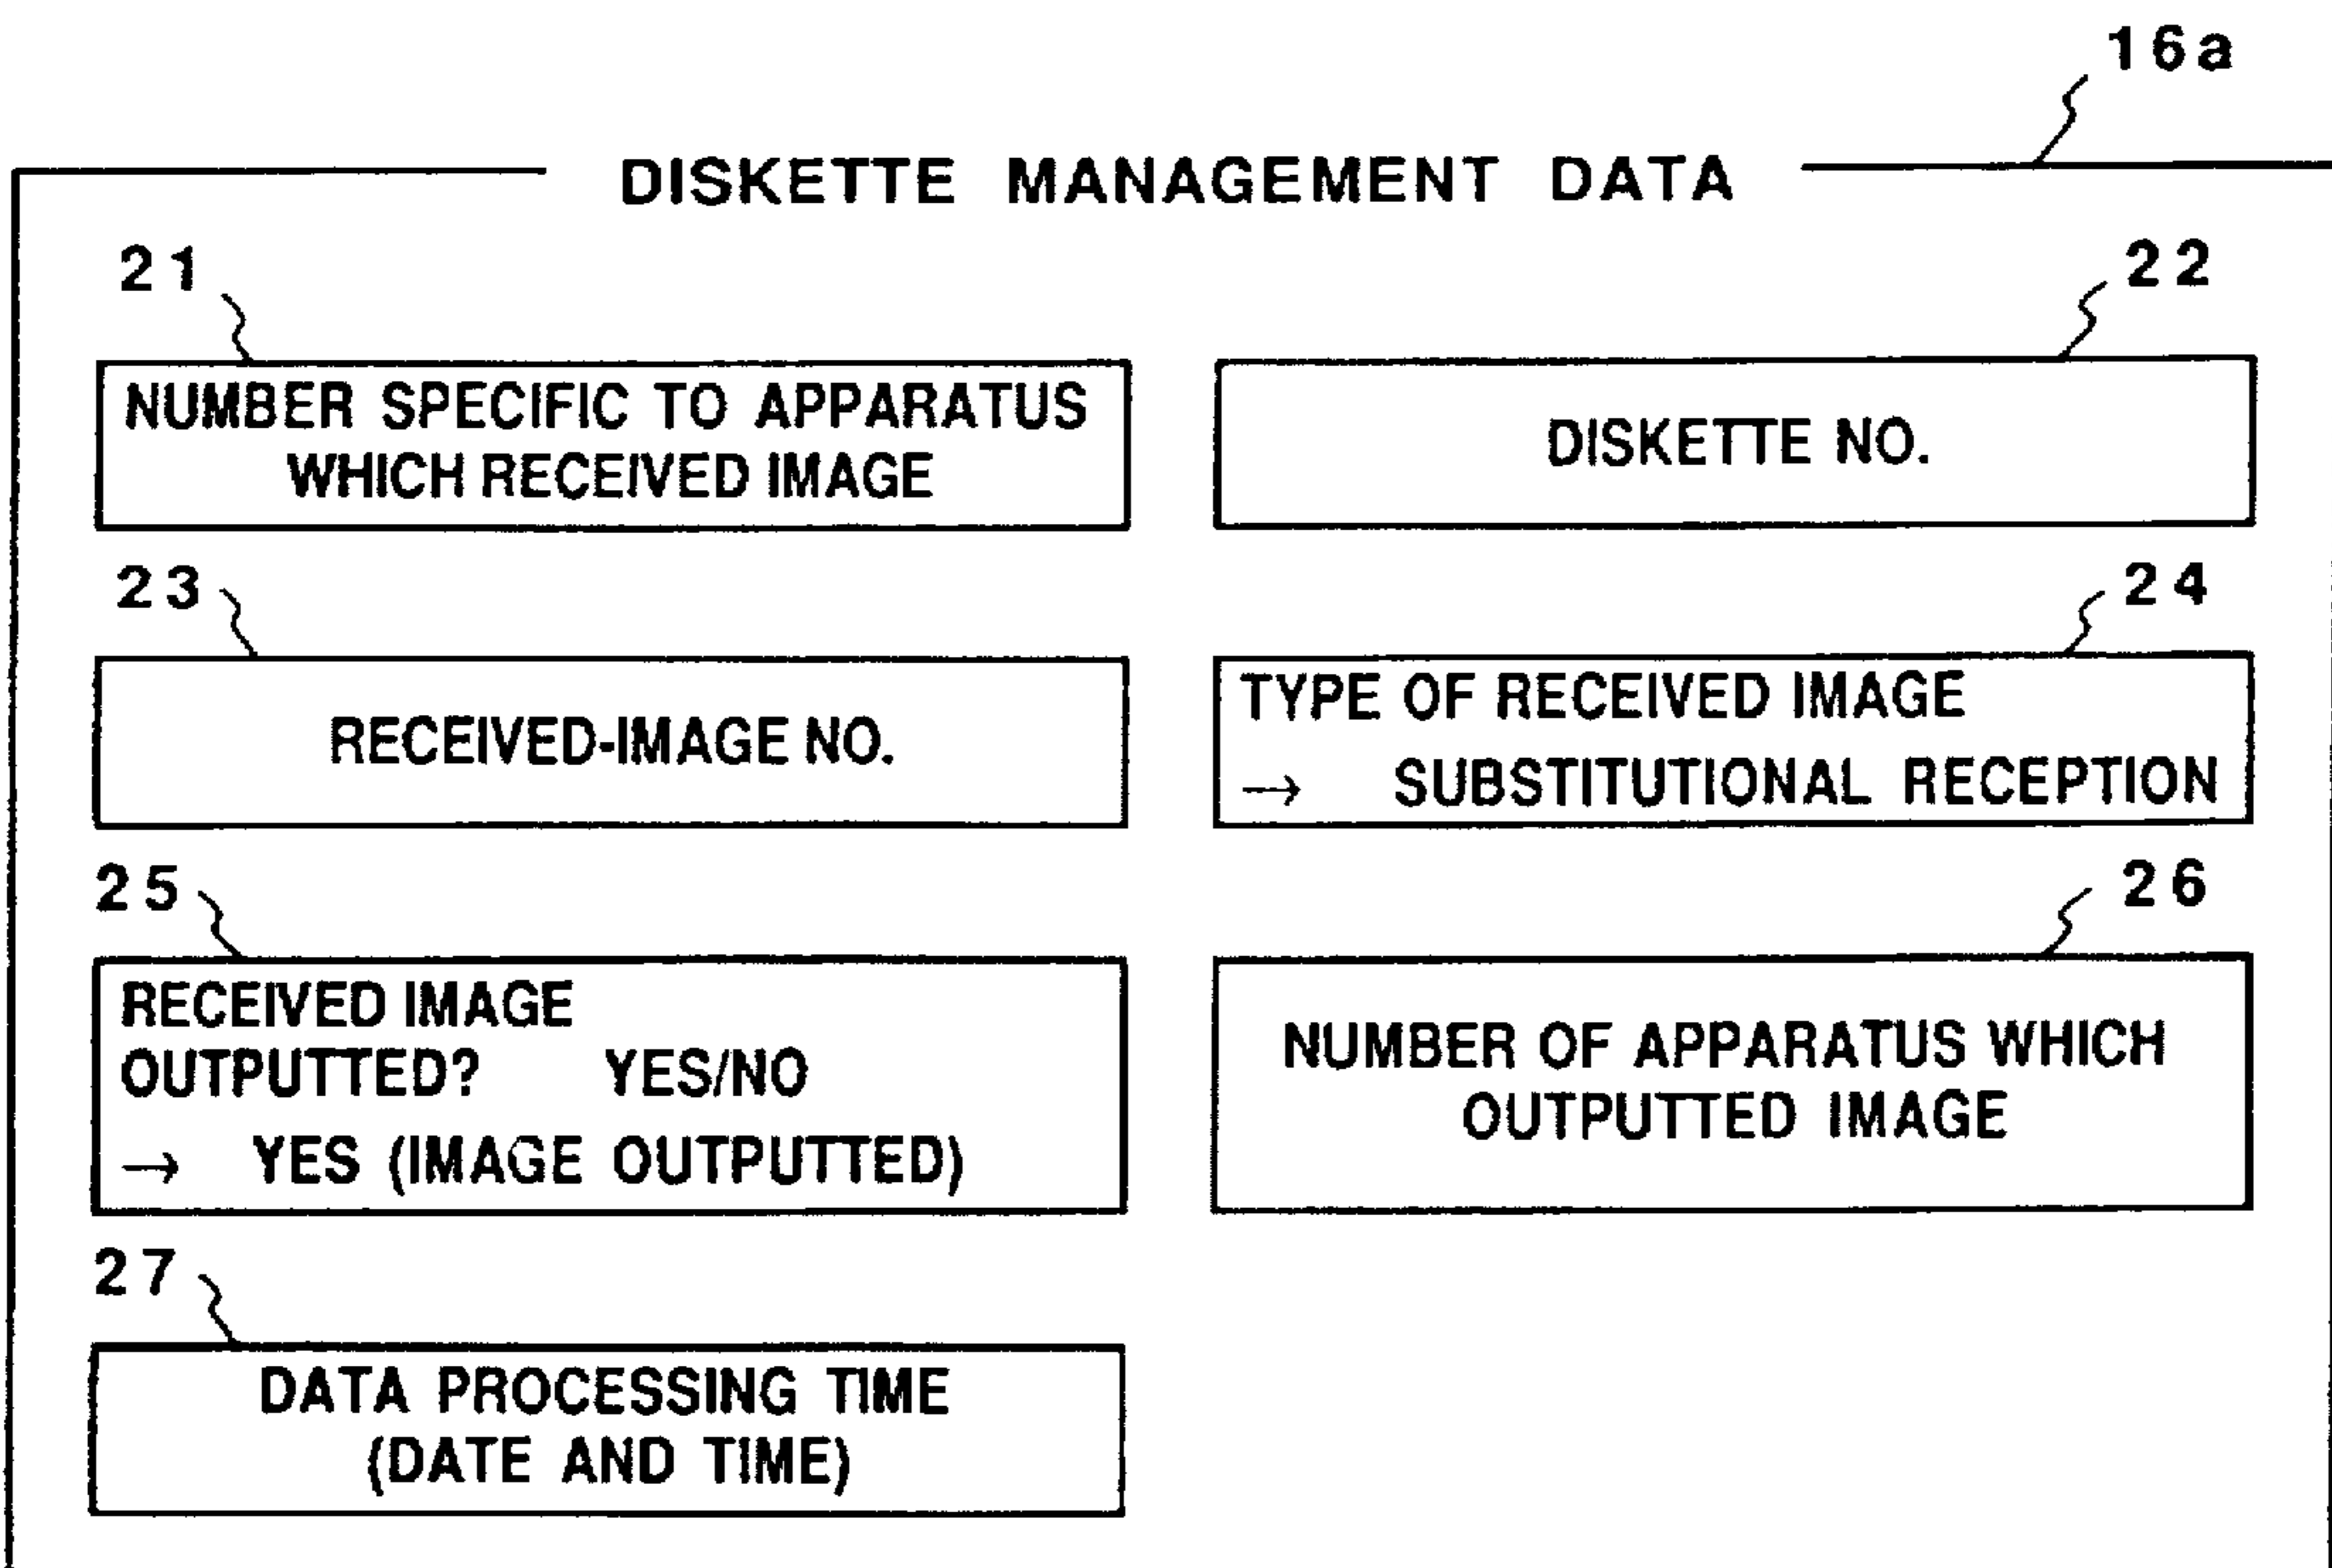 16a
DISKETTE MANAGEMENT DATA
21
22
NUMBER SPECIFIC TO APPARATUS
WHICH RECEIVED IMAGE
DISKETTE NO.
23
24
RECEIVED-IMAGE NO.
TYPE OF RECEIVED IMAGE
→ SUBSTITUTIONAL RECEPTION
25
26
RECEIVED IMAGE
OUTPUTTED? YES/NO
→ YES (IMAGE OUTPUTTED)
NUMBER OF APPARATUS WHICH
OUTPUTTED IMAGE
27
DATA PROCESSING TIME
(DATE AND TIME)